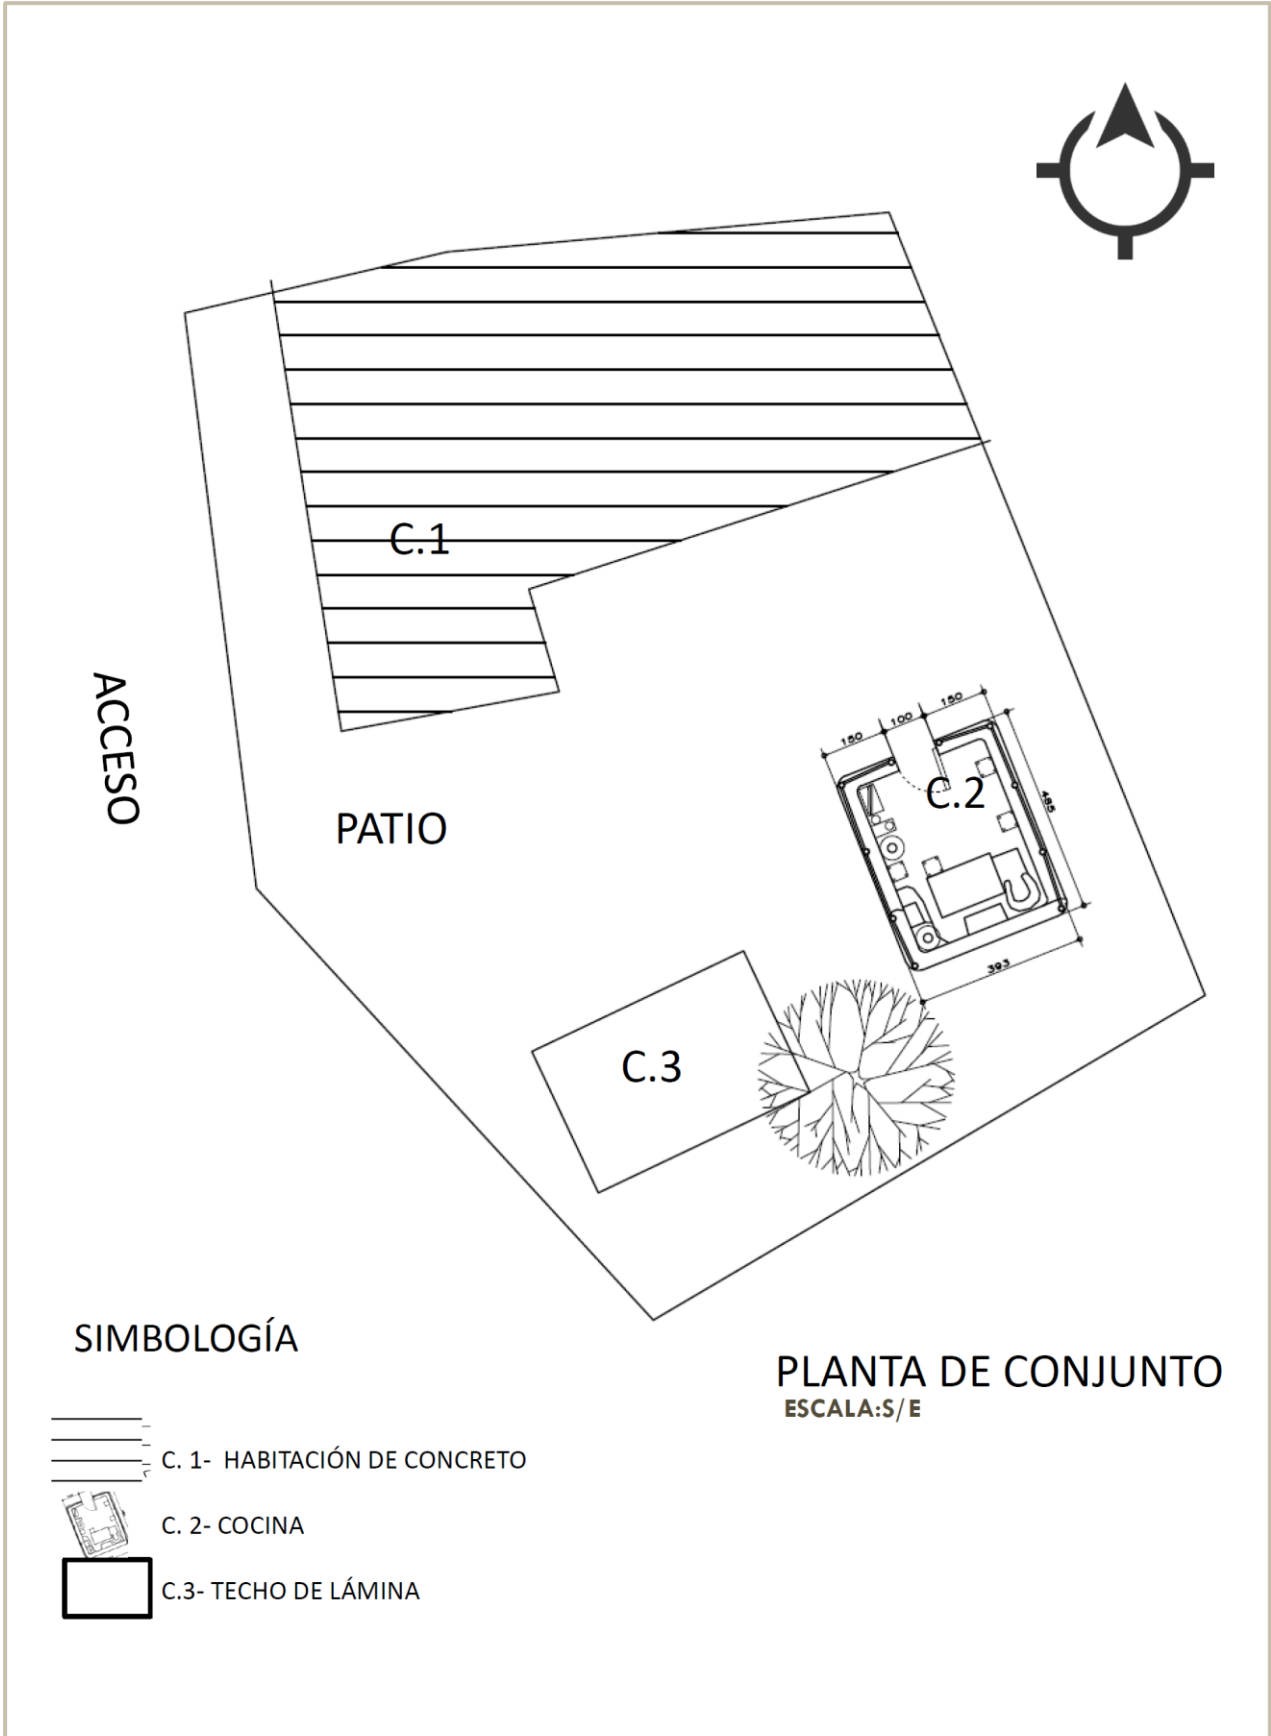 C.1
ACCESO
150
100
150
C.2
485
PATIO
393
C.3
SIMBOLOGÍA
PLANTA DE CONJUNTO
ESCALA:S/E
C. 1- HABITACIÓN DE CONCRETO
C. 2- COCINA
C.3- TECHO DE LÁMINA